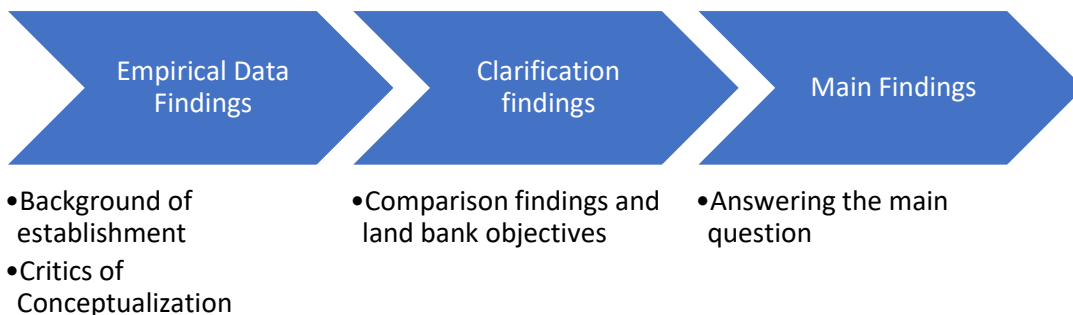 Empirical Data
Findings
•Background of
establishment
•Critics of
Conceptualization
Clarification
findings
•Comparison findings and
land bank objectives
Main Findings
•Answering the main
question